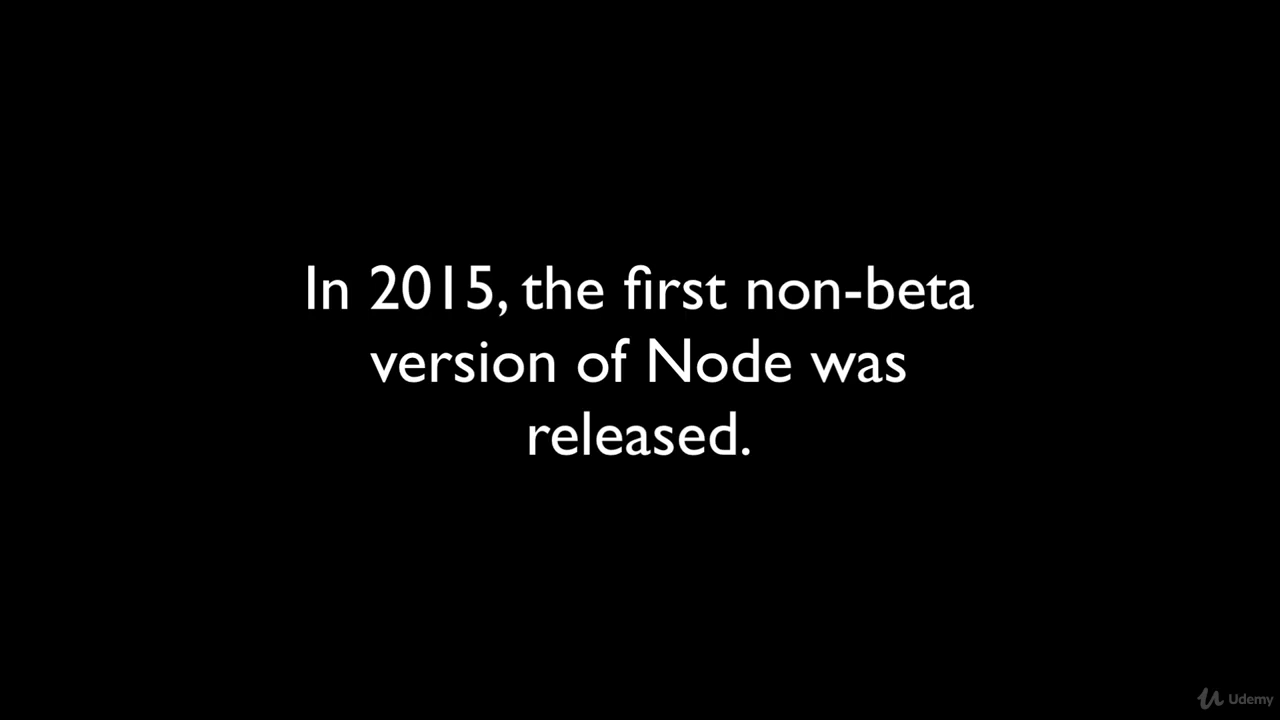 In 2015, the first non-beta
version of Node was
released.
Udemy